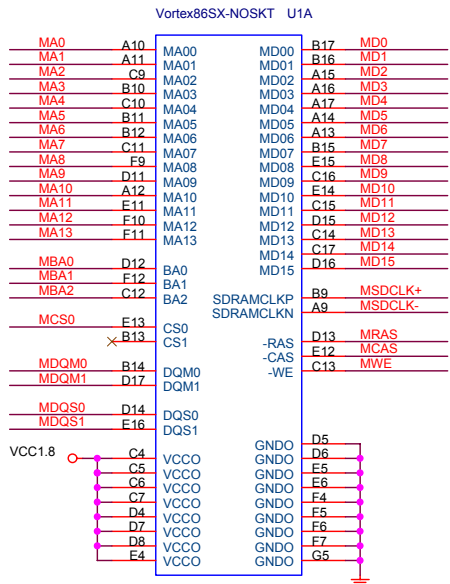 Vortex86SX-NOSKT U1A
MA0 A10 MA00 MD00 B17 MD0
MA1 A11 MA01 MD01 B16 MD1
MA2 C9 MA02 MD02 A15 MD2
MA3 B10 MA03 MD03 A16 MD3
MA4 C10 MA04 MD04 A17 MD4
MA5 B11 MA05 MD05 A14 MD5
MA6 B12 MA06 MD06 A13 MD6
MA7 C11 MA07 MD07 B15 MD7
MA8 F9 MA08 MD08 E15 MD8
MA9 D11 MA09 MD09 C16 MD9
MA10 A12 MA10 MD10 E14 MD10
MA11 E11 MA11 MD11 C15 MD11
MA12 F10 MA12 MD12 D15 MD12
MA13 F11 MA13 MD13 C14 MD13
MD14 C17 MD14
MBA0 D12 BA0 MD15 D16 MD15
MBA1 F12 BA1
MBA2 C12 BA2 SDRAMCLKP B9 MSDCLK+
SDRAMCLKN A9 MSDCLK-
MCS0 E13 CS0
B13 CS1 -RAS D13 MRAS
-CAS E12 MCAS
MDQM0 B14 DQM0 -WE C13 MWE
MDQM1 D17 DQM1
MDQS0 D14 DQS0
MDQS1 E16 DQS1
GNDO D5
VCC1.8 C4 VCCO GNDO D6
C5 VCCO GNDO E5
C6 VCCO GNDO E6
C7 VCCO GNDO F4
D4 VCCO GNDO F5
D7 VCCO GNDO F6
D8 VCCO GNDO F7
E4 VCCO GNDO G5